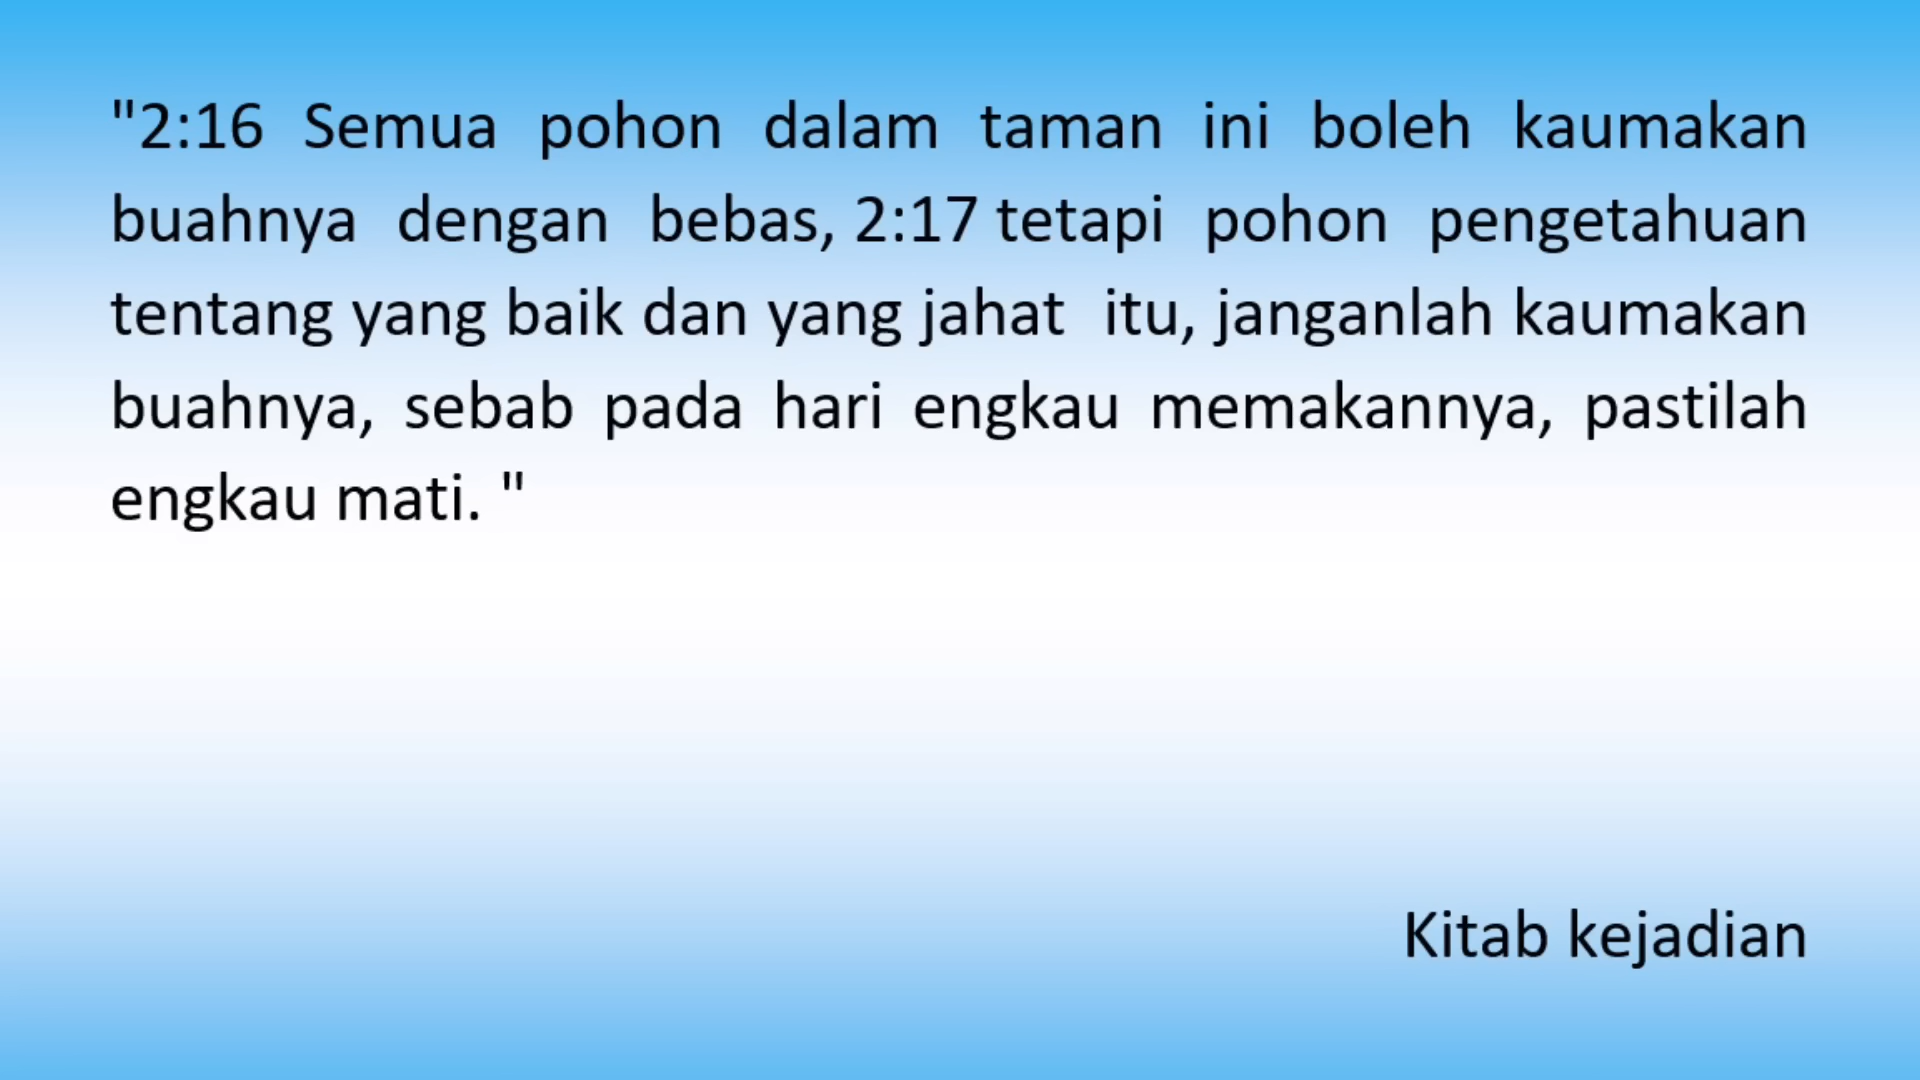 "2:16 Semua pohon dalam taman ini boleh kaumakan
buahnya dengan bebas, 2:17 tetapi pohon pengetahuan
tentang yang baik dan yang jahat itu, janganlah kaumakan
buahnya, sebab pada hari engkau memakannya, pastilah
engkau mati. "
Kitab kejadian